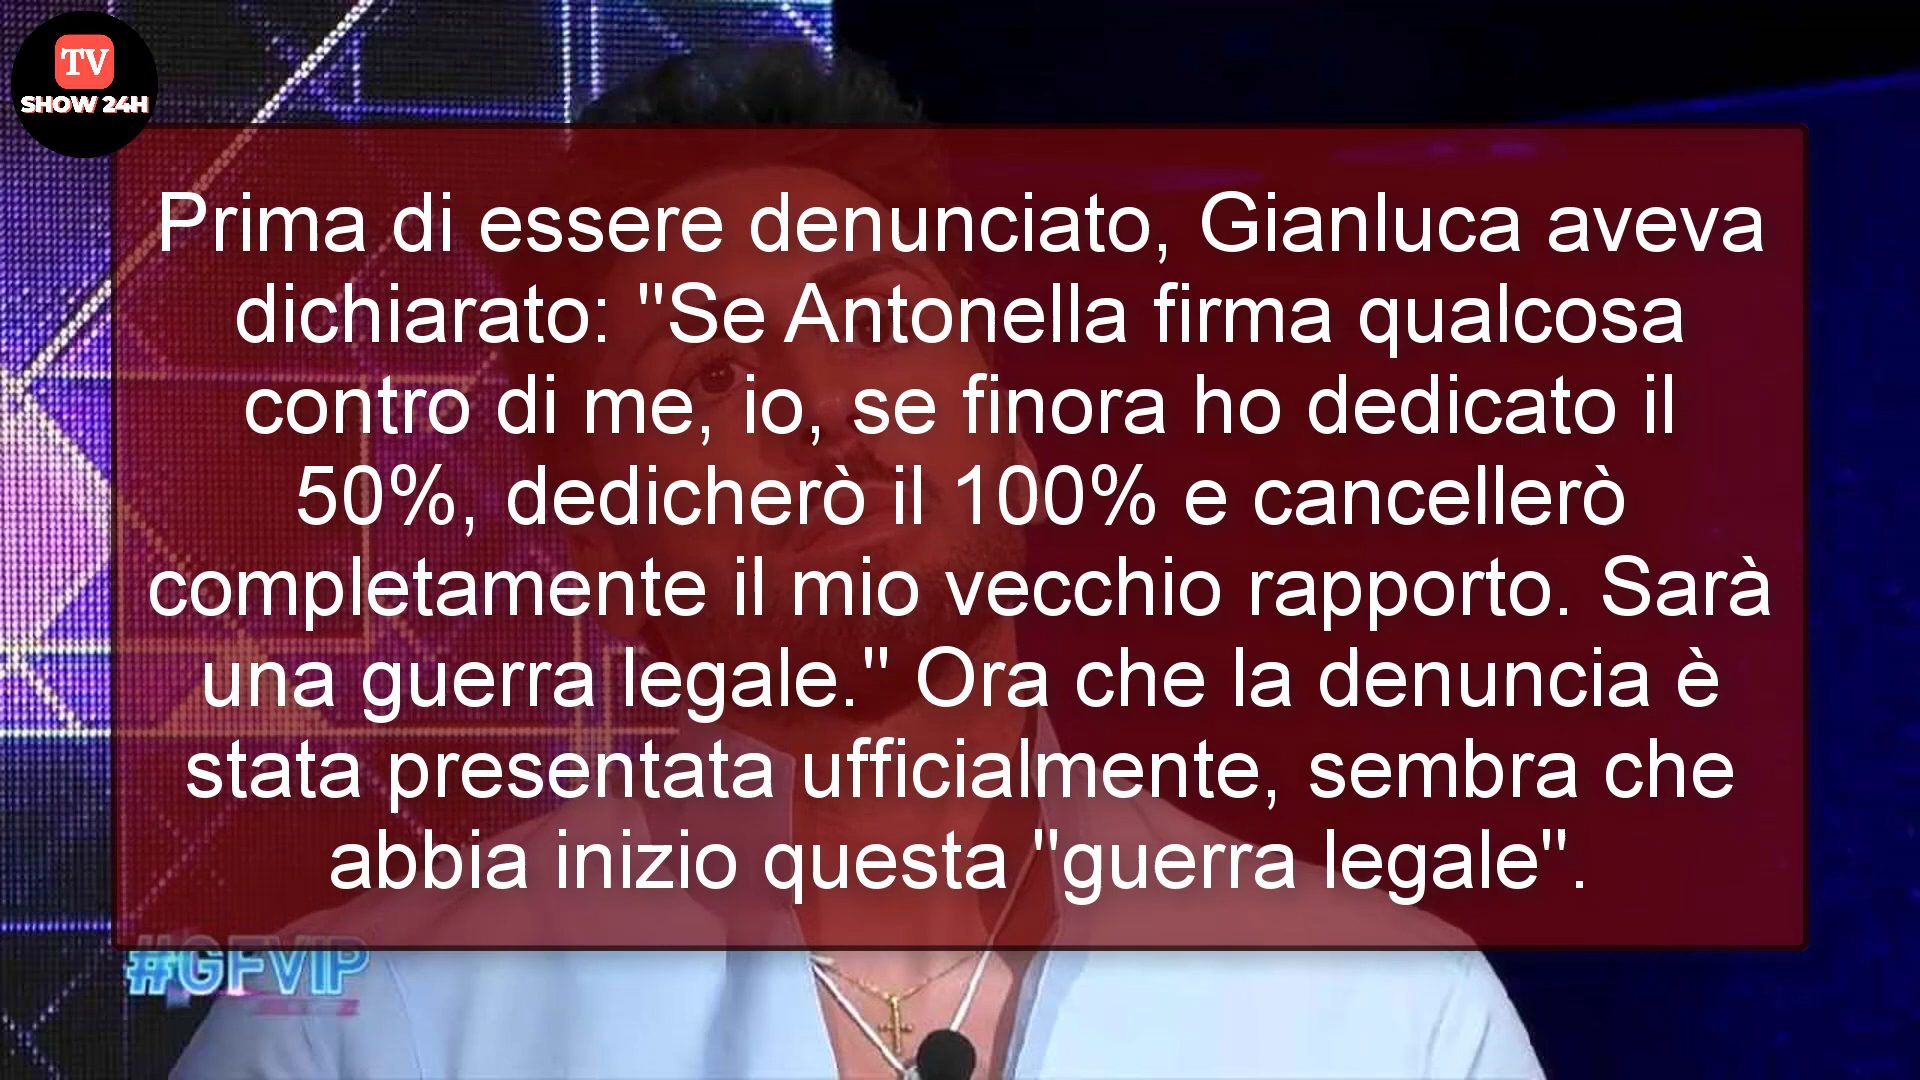 TV
SHOW 24H
Prima di essere denunciato, Gianluca aveva
dichiarato: "Se Antonella firma qualcosa
contro di me, io, se finora ho dedicato il
50%, dedicherò il 100% e cancellerò
completamente il mio vecchio rapporto. Sarà
una guerra legale." Ora che la denuncia è
stata presentata ufficialmente, sembra che
abbia inizio questa "guerra legale".
#GFVIP